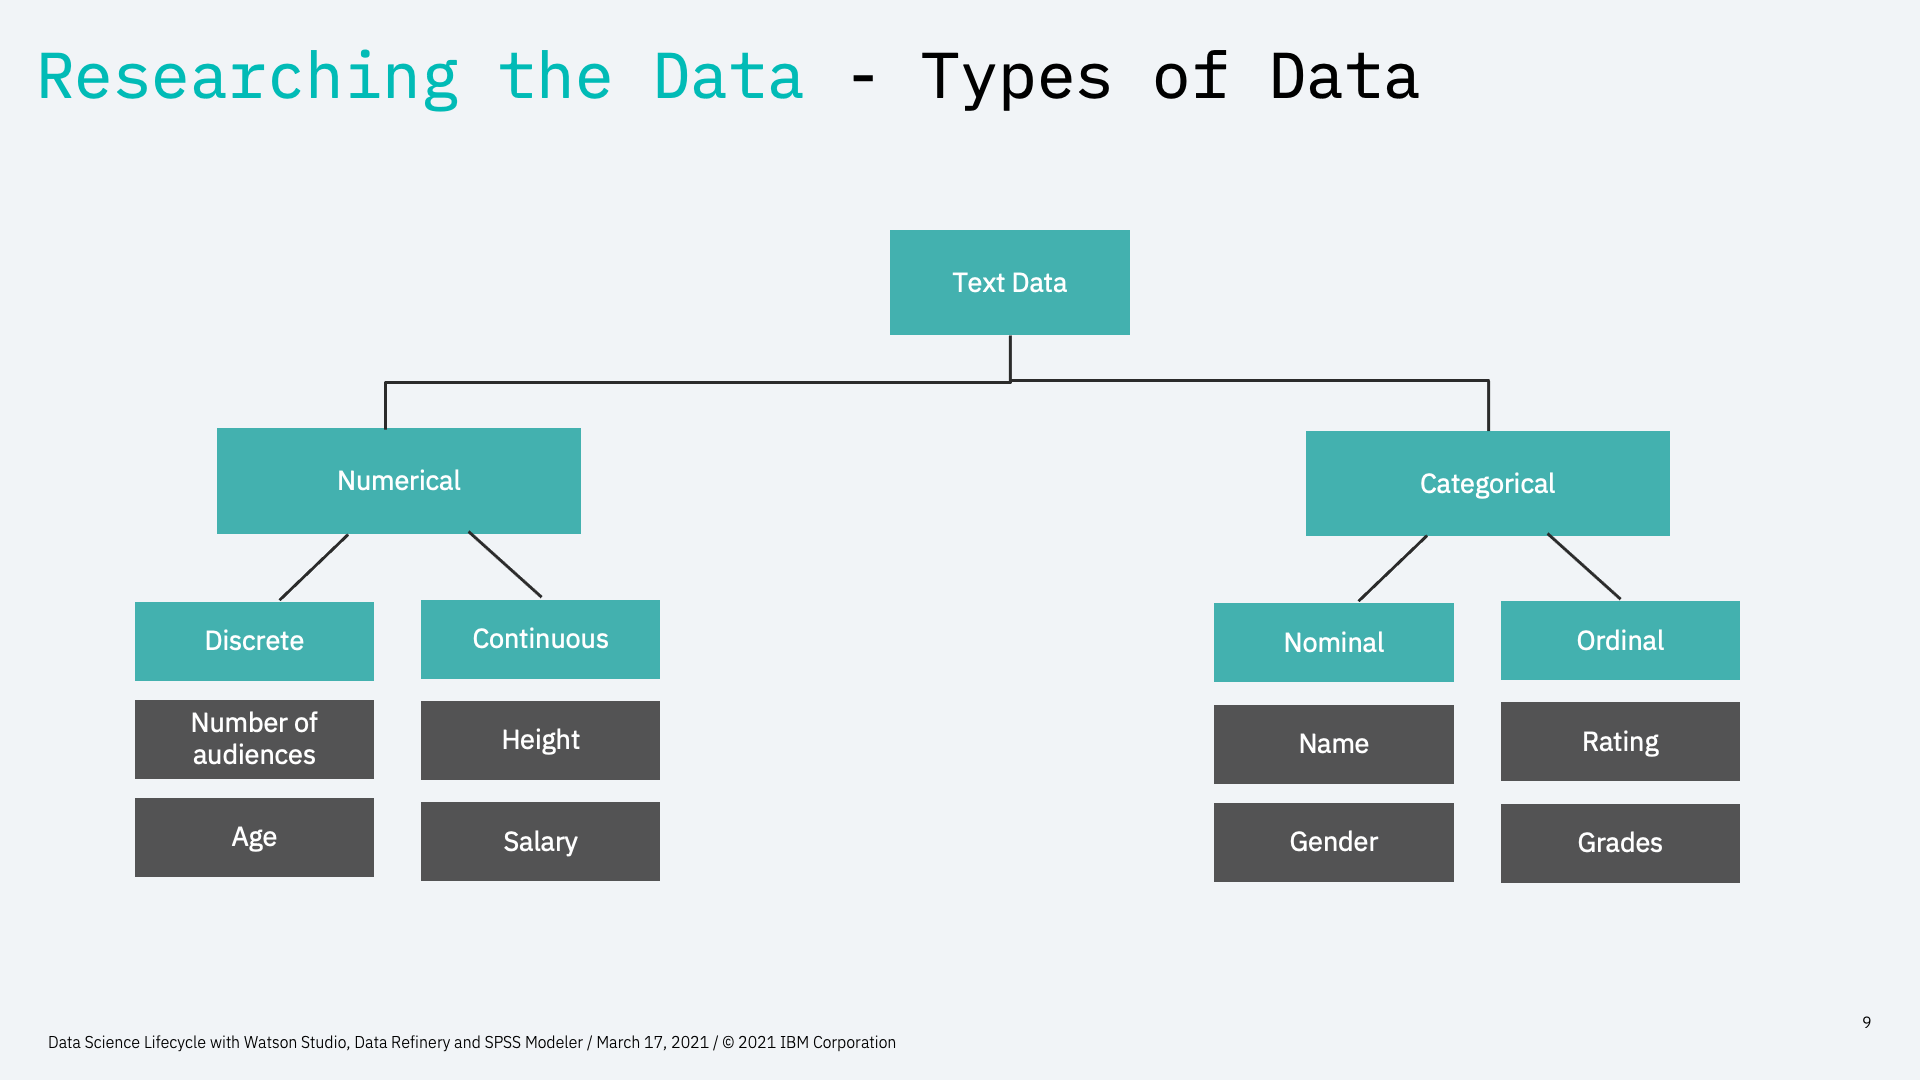 Researching the Data - Types of Data
Text Data
Numerical
Categorical
Discrete
Continuous
Nominal
Ordinal
Number of
audiences
Height
Name
Rating
Age
Salary
Gender
Grades
9
Data Science Lifecycle with Watson Studio, Data Refinery and SPSS Modeler / March 17, 2021 / © 2021 IBM Corporation